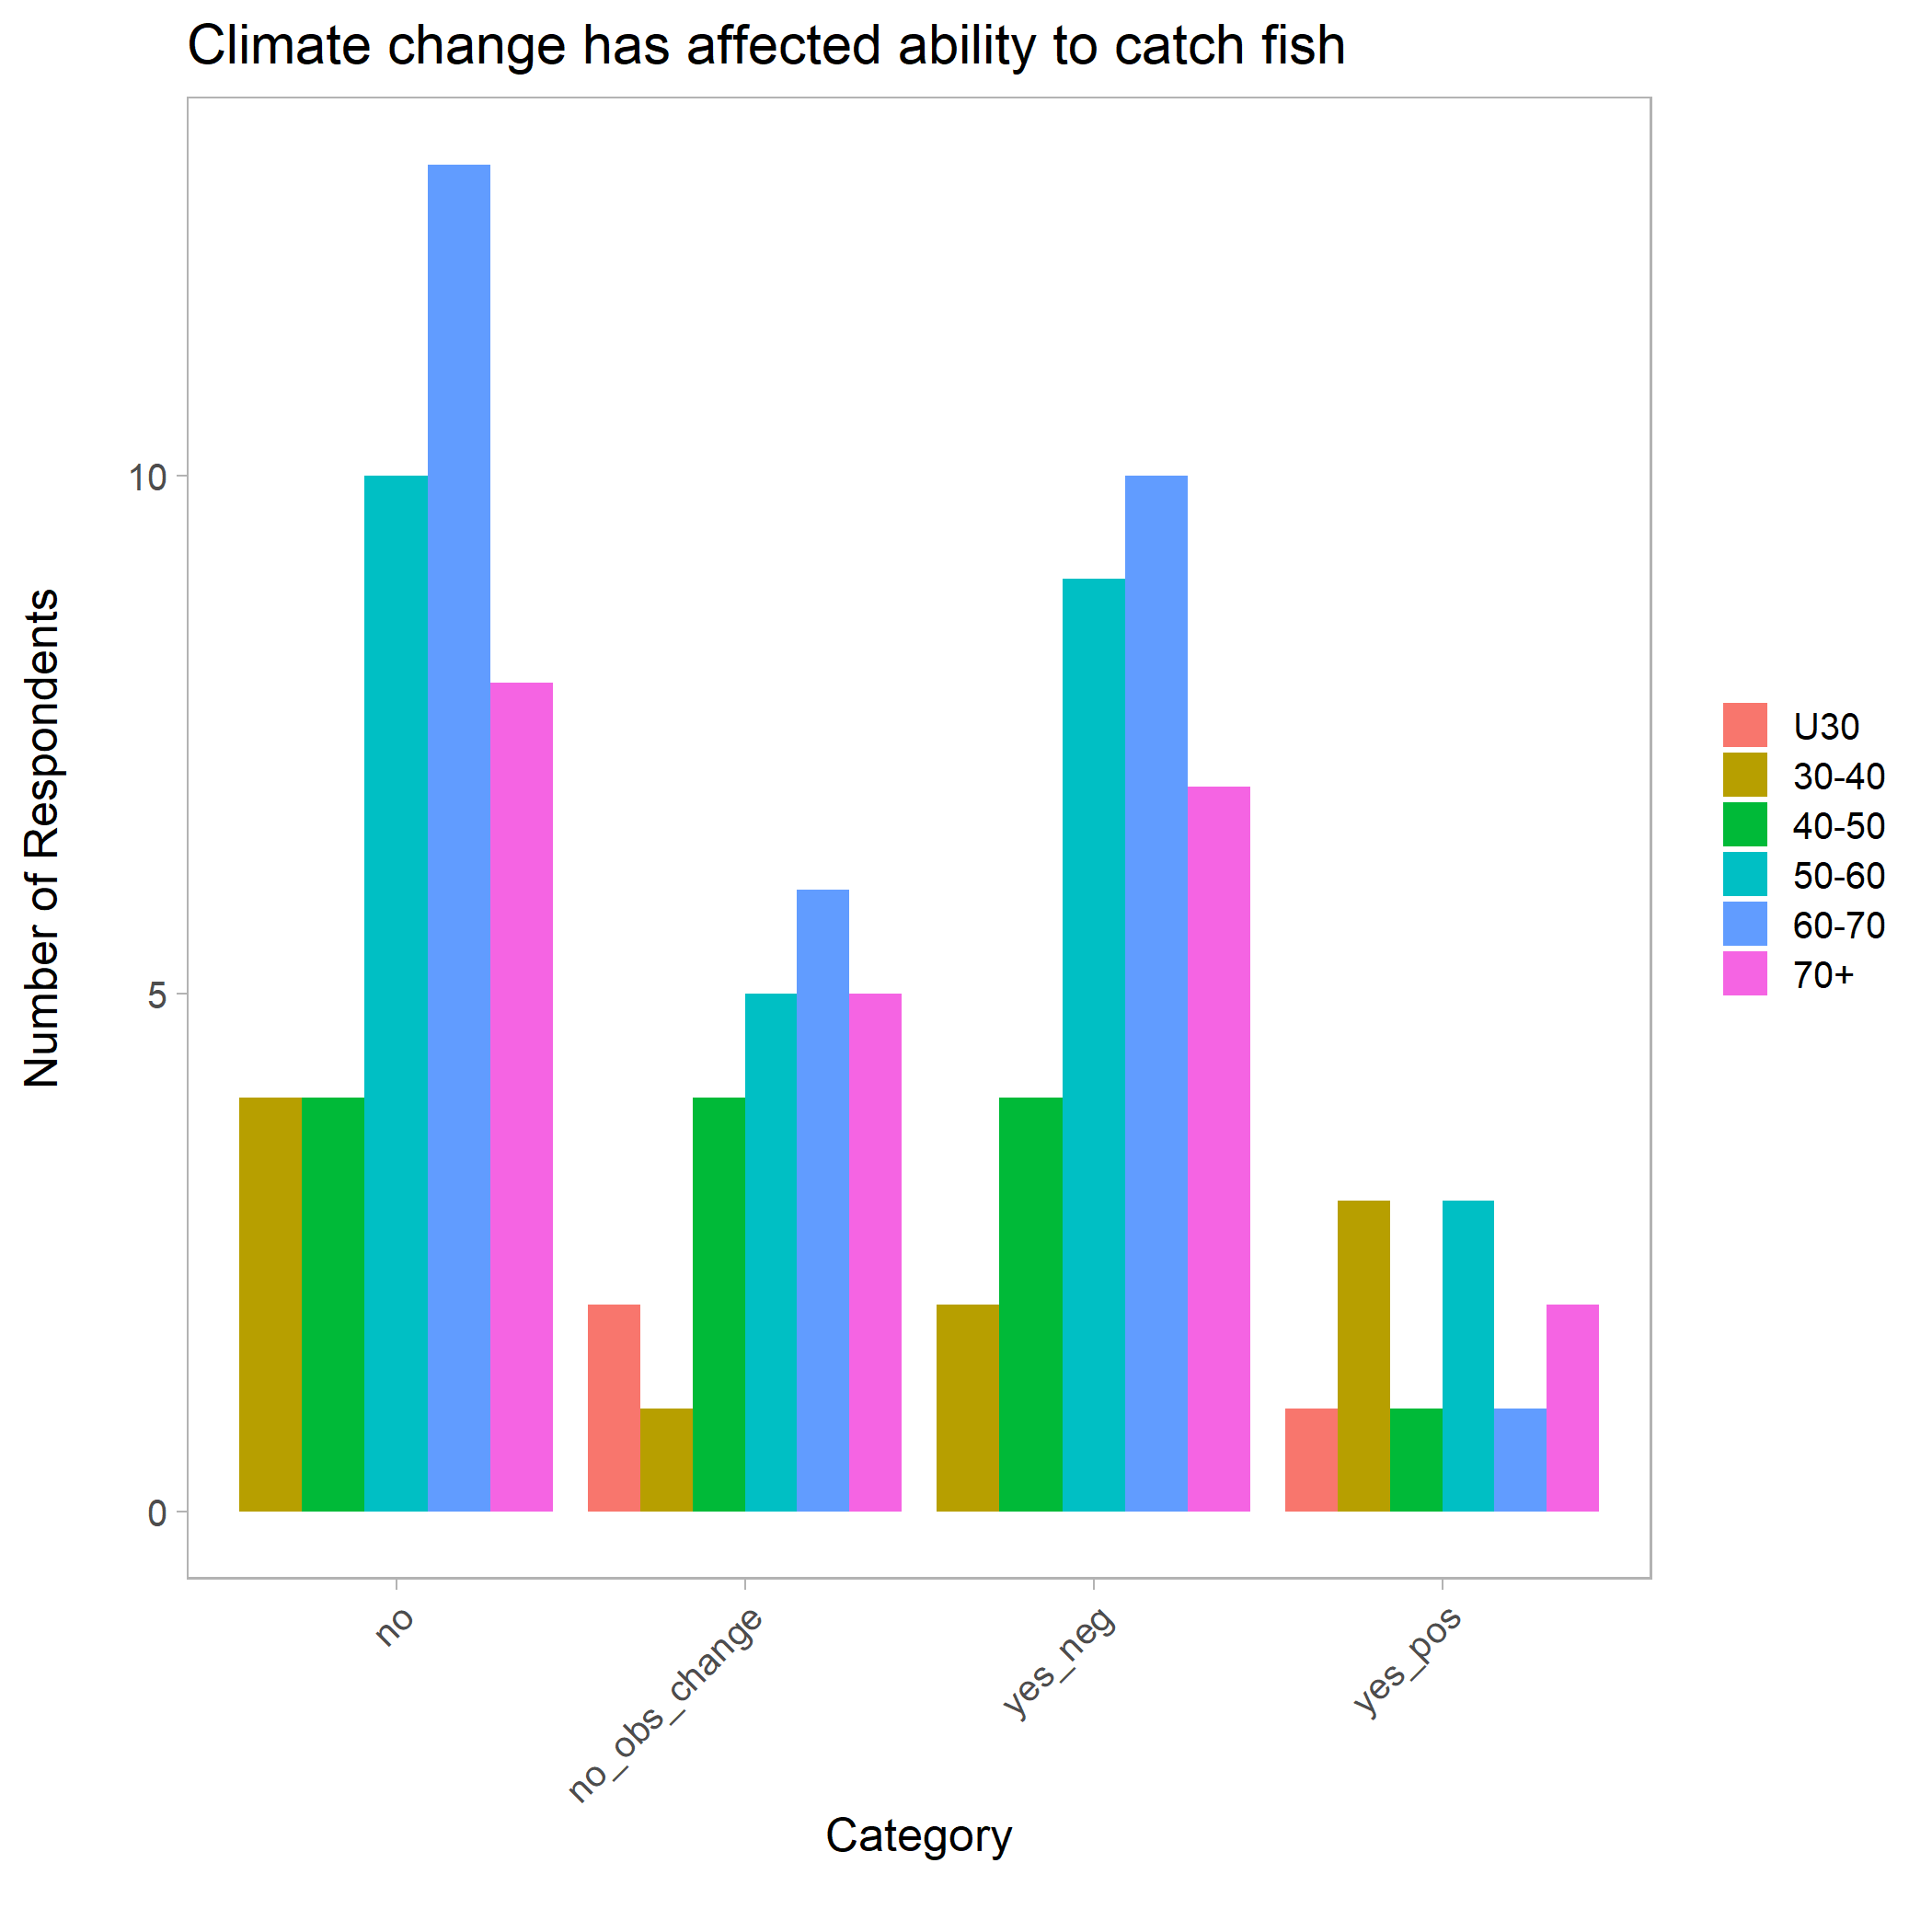 Climate change has affected ability to catch fish
Number of Respondents
10
5
0
no
no_obs_change
yes_neg
yes_pos
Category
U30
30-40
40-50
50-60
60-70
70+